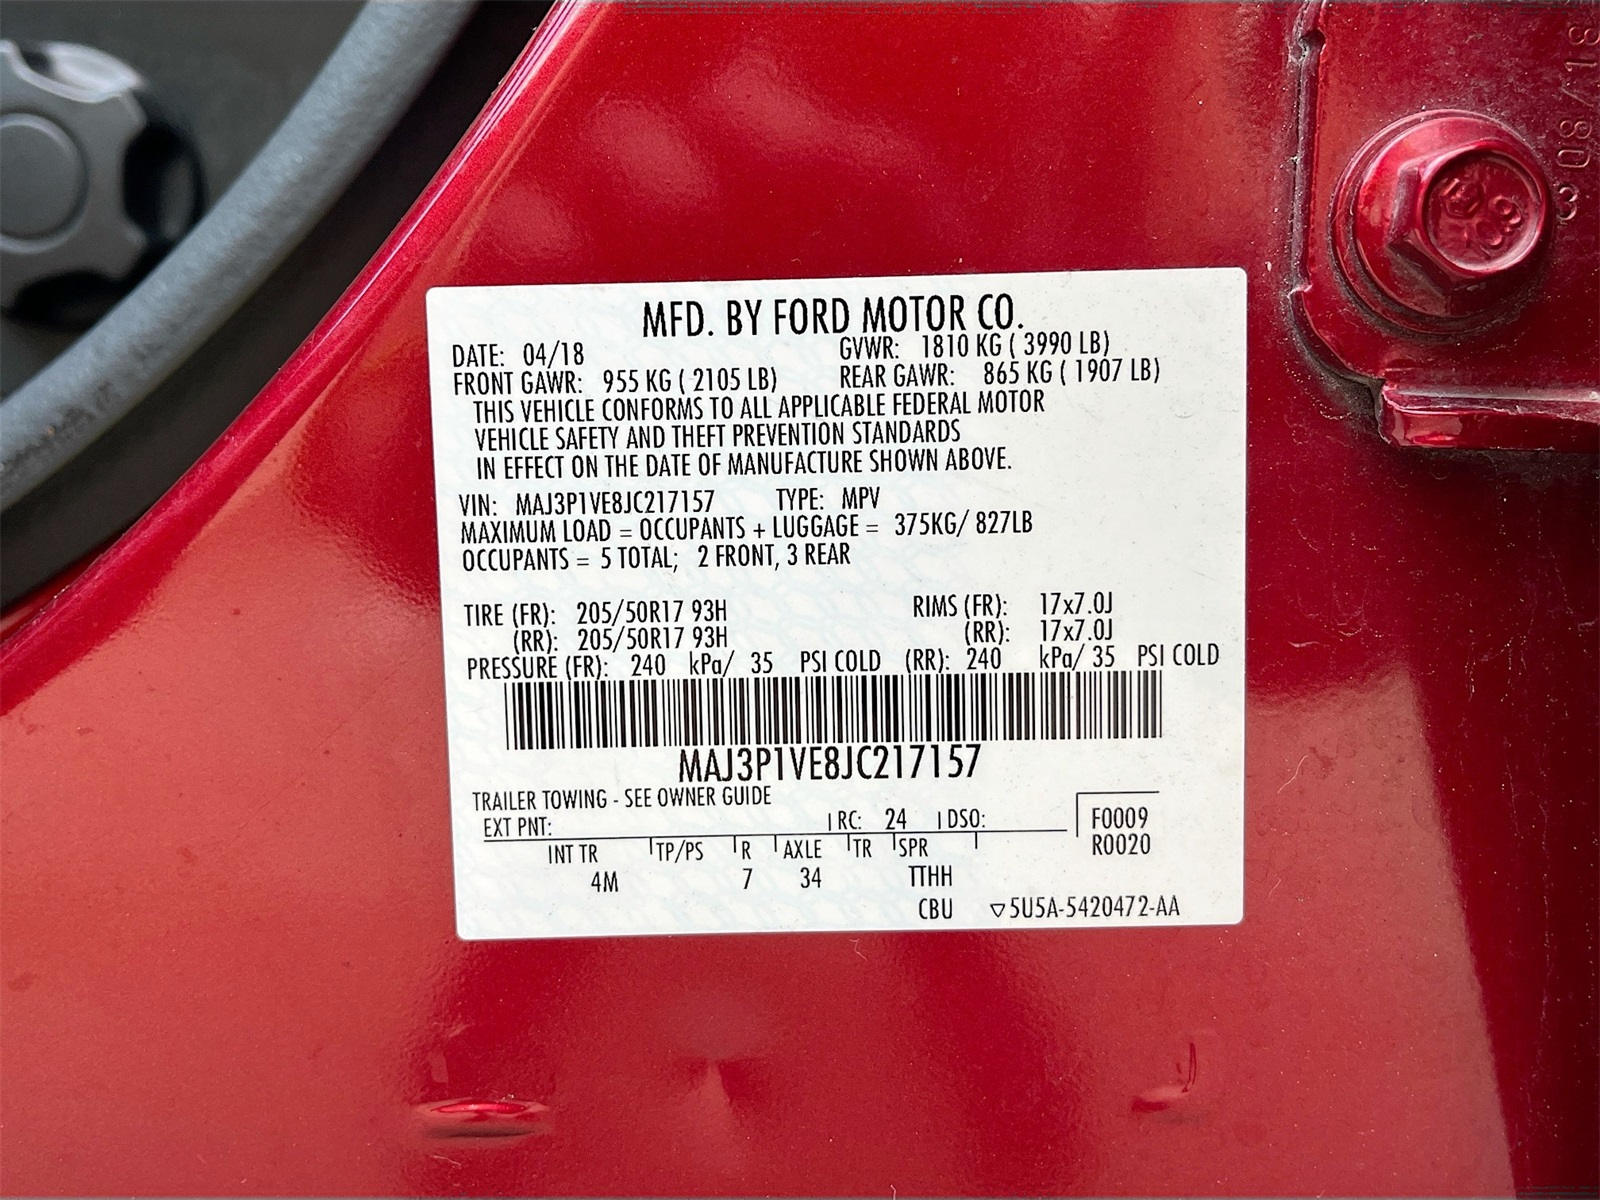 MFD. BY FORD MOTOR CO.
DATE: 04/18 GVWR: 1810 KG ( 3990 LB)
FRONT GAWR: 955 KG ( 2105 LB) REAR GAWR: 865 KG ( 1907 LB)
THIS VEHICLE CONFORMS TO ALL APPLICABLE FEDERAL MOTOR
VEHICLE SAFETY AND THEFT PREVENTION STANDARDS
IN EFFECT ON THE DATE OF MANUFACTURE SHOWN ABOVE.
VIN: MAJ3P1VE8JC217157 TYPE: MPV
MAXIMUM LOAD = OCCUPANTS + LUGGAGE = 375KG/ 827LB
OCCUPANTS = 5 TOTAL; 2 FRONT, 3 REAR
TIRE (FR): 205/50R17 93H RIMS (FR): 17x7.0J
(RR): 205/50R17 93H (RR): 17x7.0J
PRESSURE (FR): 240 kPa/ 35 PSI COLD (RR): 240 kPa/ 35 PSI COLD
MAJ3P1VE8JC217157
TRAILER TOWING - SEE OWNER GUIDE
EXT PNT: RC: 24 DSO: F0009
R0020
INT TR TP/PS R AXLE TR SPR
4M 7 34 TTHH
CBU ▽5U5A-5420472-AA
08/18